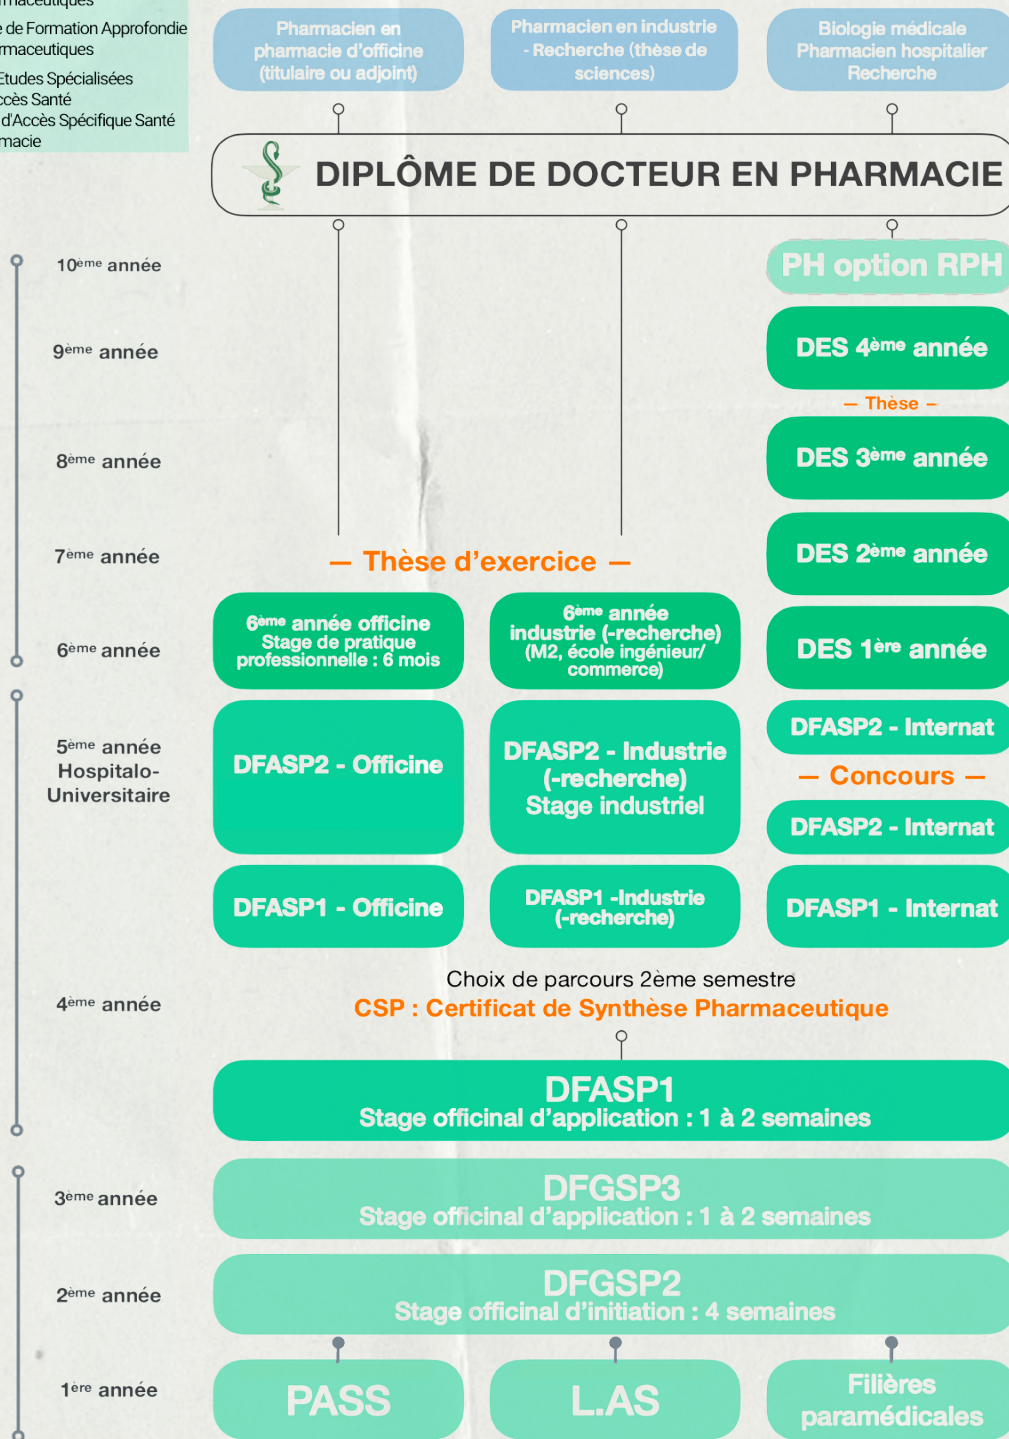 maceutiques
e de Formation Approfondie
rmaceutiques
Etudes Spécialisées
ccès Santé
d'Accès Spécifique Santé
macie
Pharmacien en
pharmacie d'officine
(titulaire ou adjoint)
Pharmacien en industrie
- Recherche (thèse de
sciences)
Biologie médicale
Pharmacien hospitalier
Recherche
DIPLÔME DE DOCTEUR EN PHARMACIE
10ème année
PH option RPH
9ème année
DES 4ème année
— Thèse -
8ème année
DES 3ème année
7ème année
DES 2ème année
— Thèse d'exercice —
6ème année
6ème année officine
Stage de pratique
professionnelle : 6 mois
6ème année
industrie (-recherche)
(M2, école ingénieur/
commerce)
DES 1ère année
5ème année
Hospitalo-
Universitaire
DFASP2 - Officine
DFASP2 - Industrie
(-recherche)
Stage industriel
DFASP2 - Internat
— Concours —
DFASP2 - Internat
DFASP1 - Officine
DFASP1 -Industrie
(-recherche)
DFASP1 - Internat
4ème année
Choix de parcours 2ème semestre
CSP : Certificat de Synthèse Pharmaceutique
DFASP1
Stage officinal d'application : 1 à 2 semaines
3ème année
DFGSP3
Stage officinal d'application : 1 à 2 semaines
2ème année
DFGSP2
Stage officinal d'initiation : 4 semaines
1ère année
PASS
L.AS
Filières
paramédicales